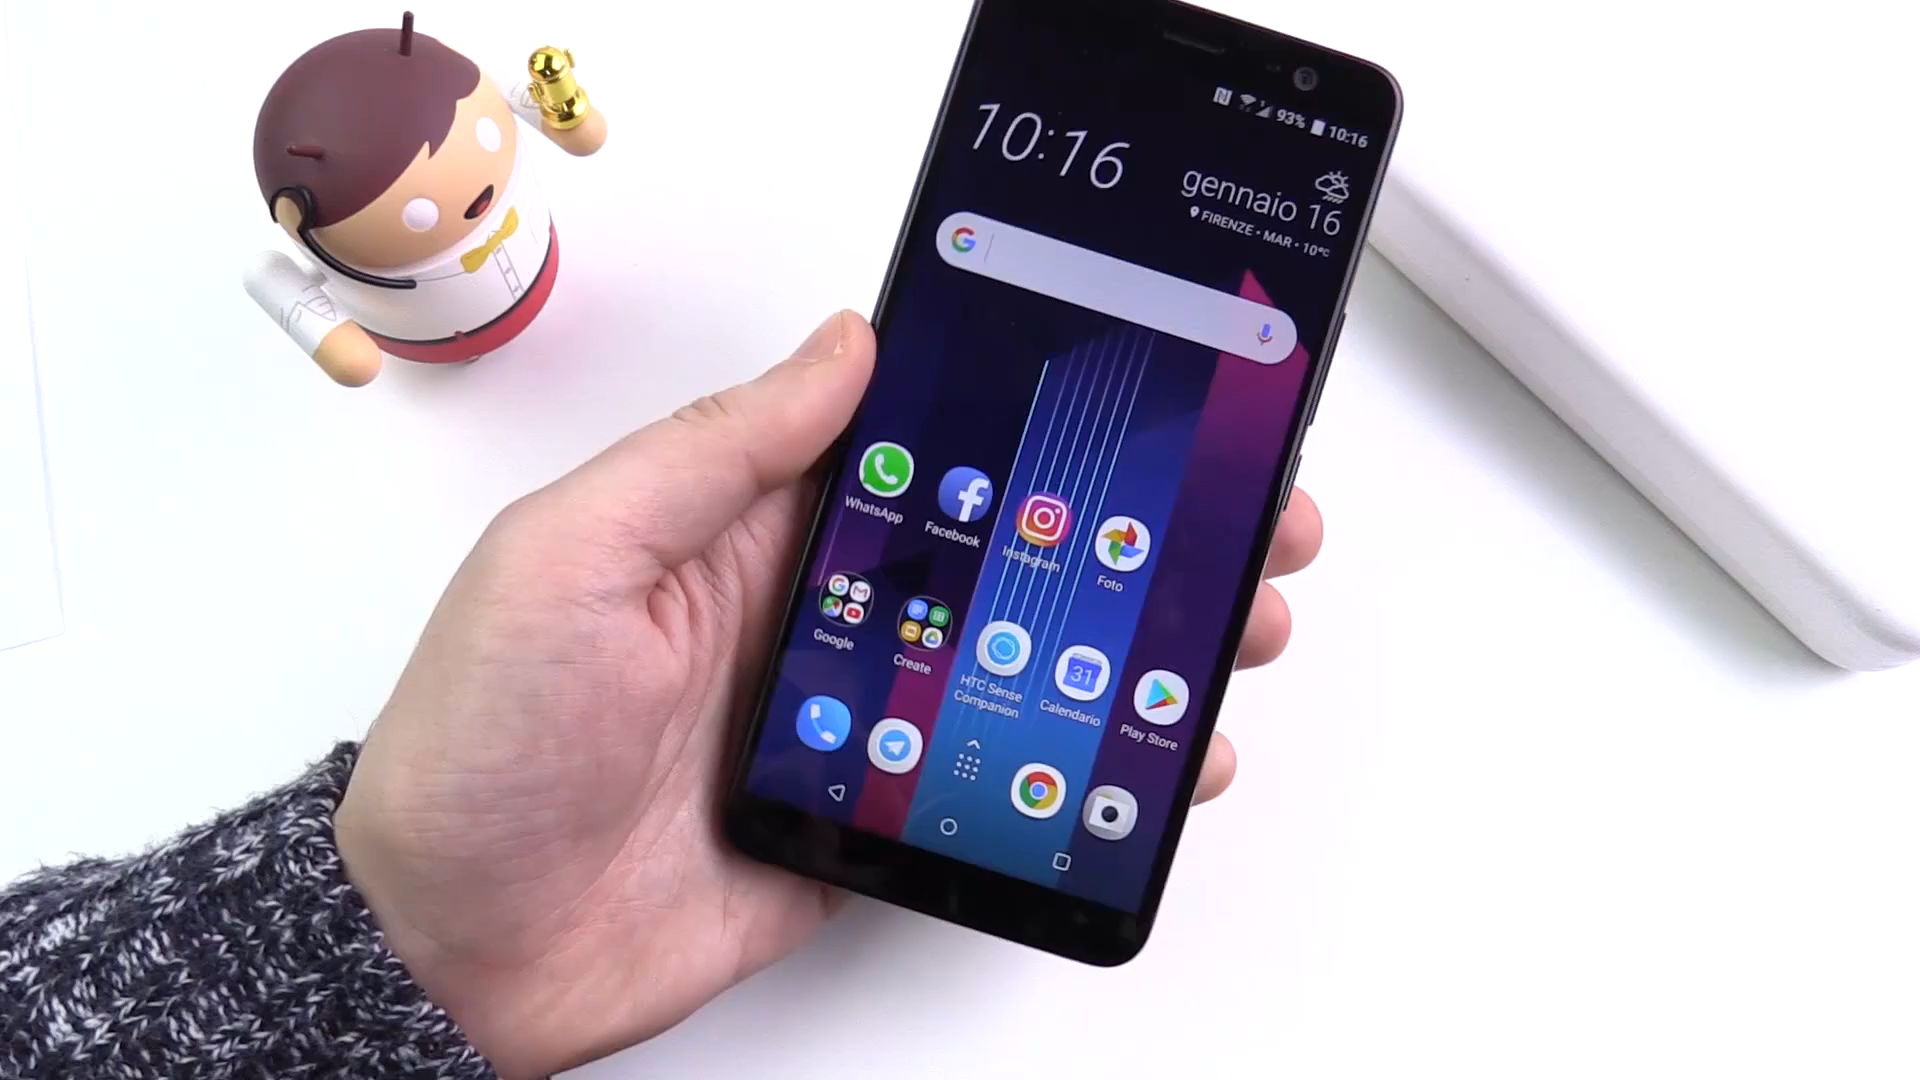 93% 10:16
10:16
gennaio 16
FIRENZE • MAR • 10°C
WhatsApp
Facebook
Instagram
Foto
Google
Create
HTC Sense
Companion
31
Calendario
Play Store